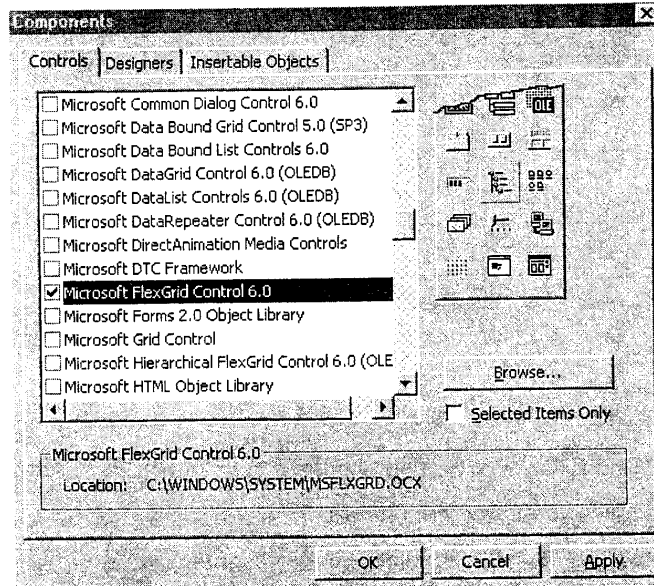 Components
Controls
Designers
Insertable Objects
Microsoft Common Dialog Control 6.0
Microsoft Data Bound Grid Control 5.0 (SP3)
Microsoft Data Bound List Controls 6.0
Microsoft DataGrid Control 6.0 (OLEDB)
Microsoft DataList Controls 6.0 (OLEDB)
Microsoft DataRepeater Control 6.0 (OLEDB)
Microsoft DirectAnimation Media Controls
Microsoft DTC Framework
Microsoft FlexGrid Control 6.0
Microsoft Forms 2.0 Object Library
Microsoft Grid Control
Microsoft Hierarchical FlexGrid Control 6.0 (OLE
Microsoft HTML Object Library
OLE
Browse...
Selected Items Only
Microsoft FlexGrid Control 6.0
Location: C:\WINDOWS\SYSTEM\MSFLXGRD.OCX
OK
Cancel
Apply